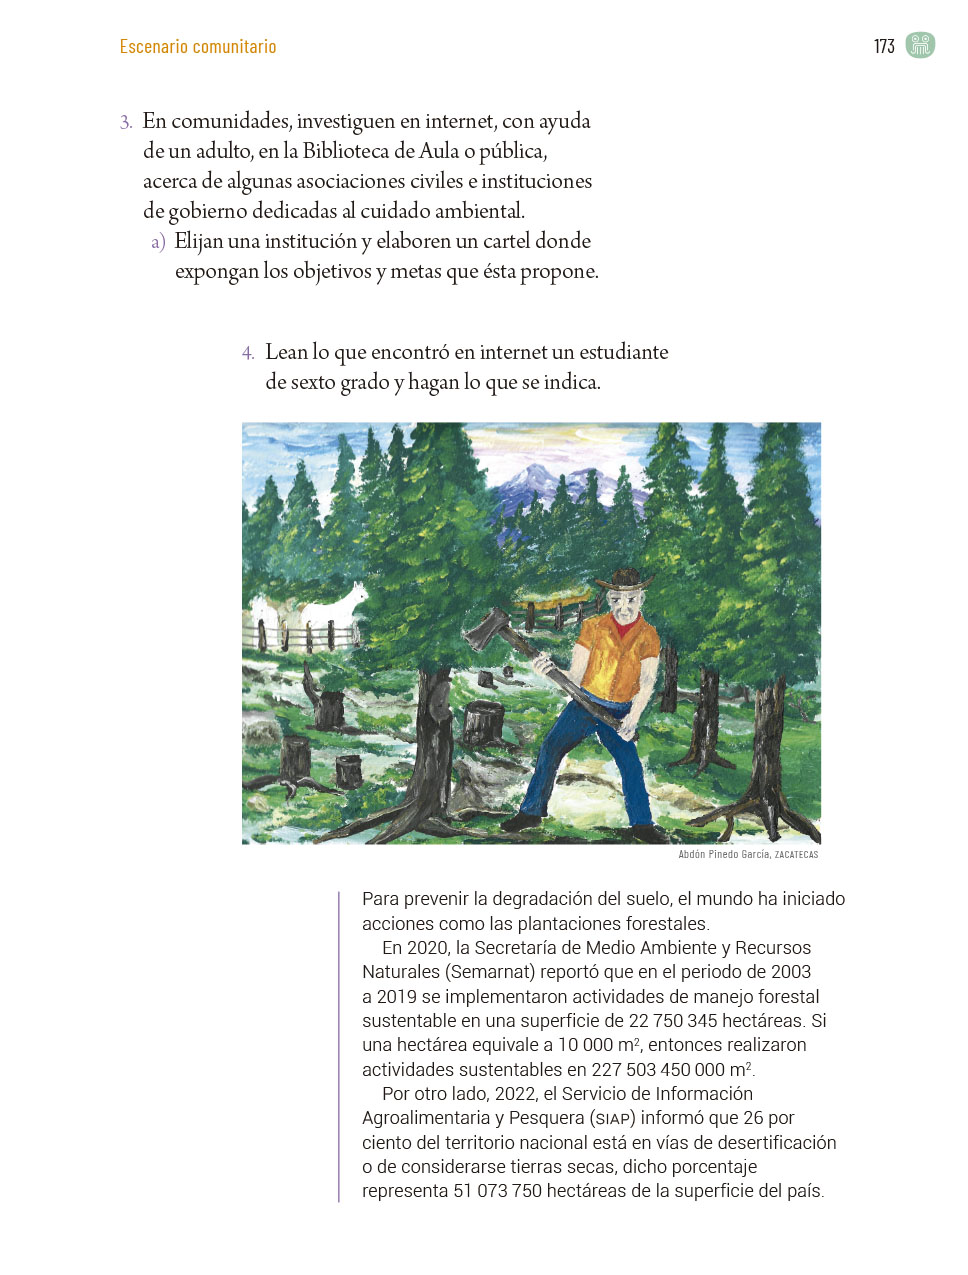 Escenario comunitario
173
3. En comunidades, investiguen en internet, con ayuda
de un adulto, en la Biblioteca de Aula o pública,
acerca de algunas asociaciones civiles e instituciones
de gobierno dedicadas al cuidado ambiental.
a) Elijan una institución y elaboren un cartel donde
expongan los objetivos y metas que ésta propone.
4. Lean lo que encontró en internet un estudiante
de sexto grado y hagan lo que se indica.
Abdón Pinedo García, ZACATECAS
Para prevenir la degradación del suelo, el mundo ha iniciado
acciones como las plantaciones forestales.
En 2020, la Secretaría de Medio Ambiente y Recursos
Naturales (Semarnat) reportó que en el periodo de 2003
a 2019 se implementaron actividades de manejo forestal
sustentable en una superficie de 22 750 345 hectáreas. Si
una hectárea equivale a 10 000 m², entonces realizaron
actividades sustentables en 227 503 450 000 m².
Por otro lado, 2022, el Servicio de Información
Agroalimentaria y Pesquera (SIAP) informó que 26 por
ciento del territorio nacional está en vías de desertificación
o de considerarse tierras secas, dicho porcentaje
representa 51 073 750 hectáreas de la superficie del país.